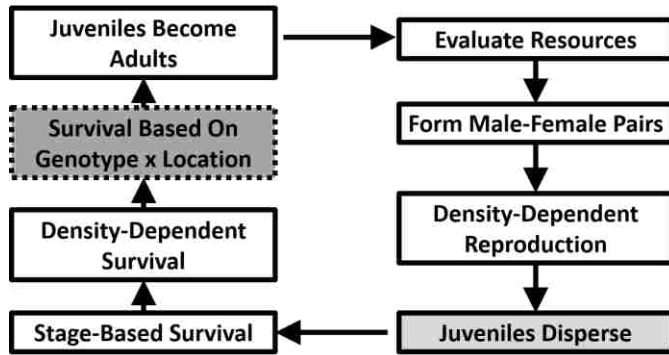 Juveniles Become
Adults
Evaluate Resources
Survival Based On
Genotype x Location
Form Male-Female Pairs
Density-Dependent
Survival
Density-Dependent
Reproduction
Stage-Based Survival
Juveniles Disperse